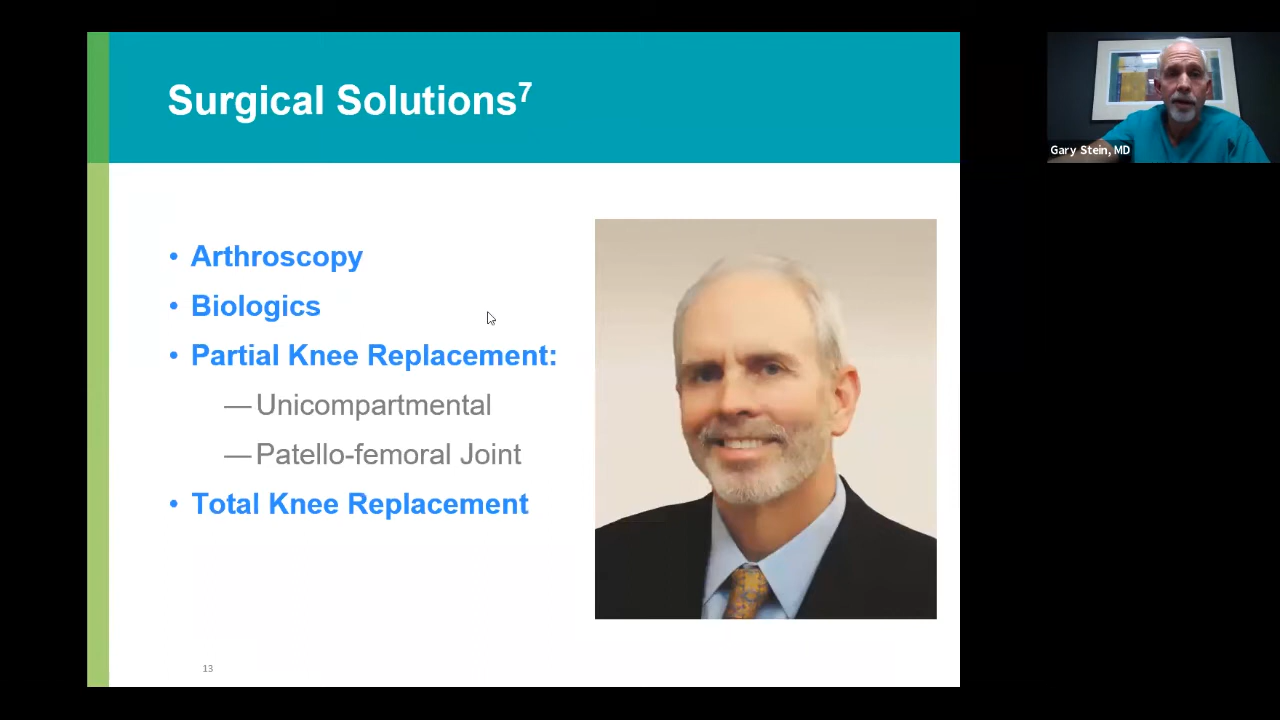 Surgical Solutions7
Gary Stein, MD
• Arthroscopy
• Biologics
• Partial Knee Replacement:
— Unicompartmental
— Patello-femoral Joint
• Total Knee Replacement
13